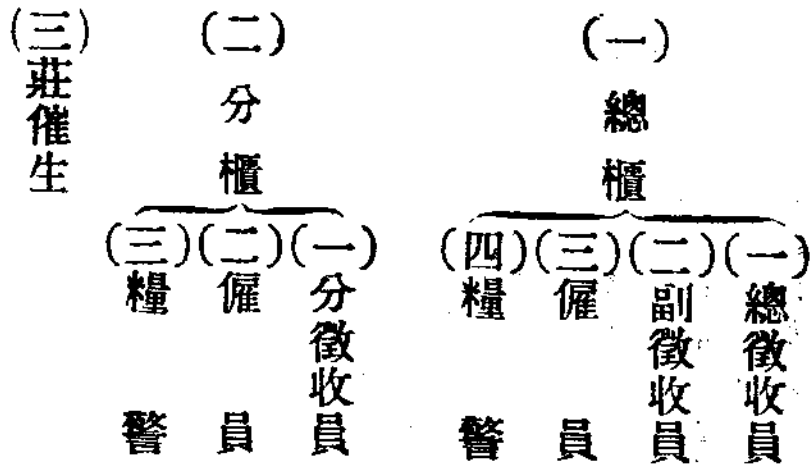 (一)總櫃
(一)總徵收員
(二)副徵收員
(三)僱員
(四)糧警
(二)分櫃
(一)分徵收員
(二)僱員
(三)糧警
(三)莊催生